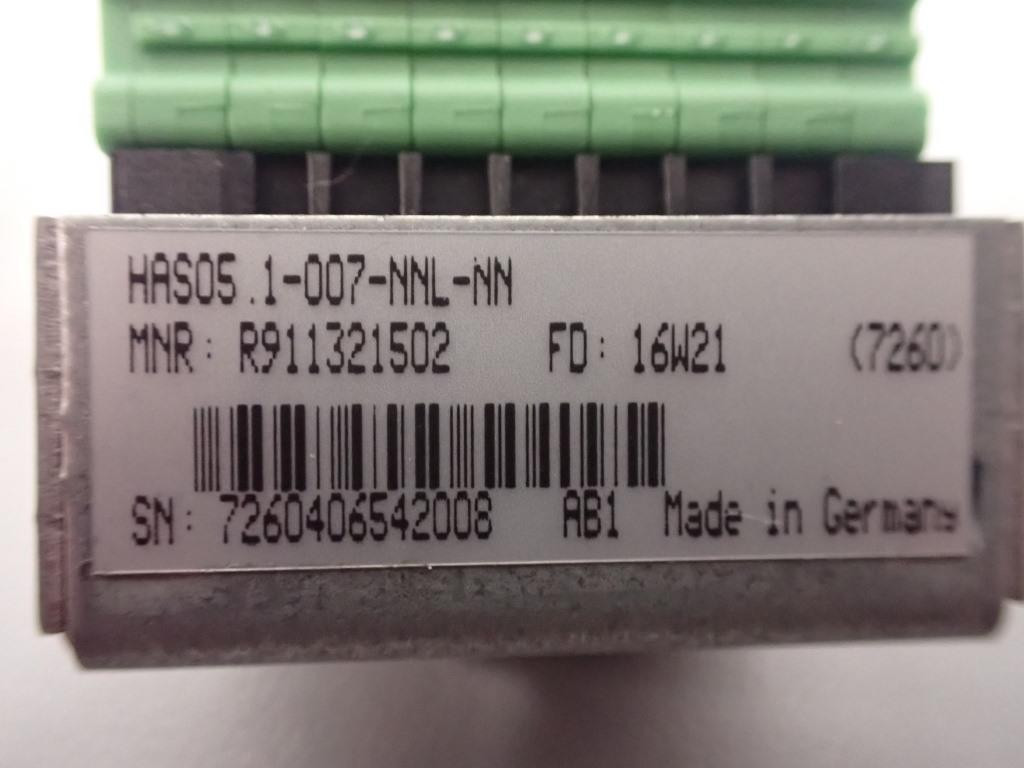 HAS05.1-007-NNL-NN
MNR: R911321502 FD: 16W21 (7260)
SN: 7260406542008 AB1 Made in Germany